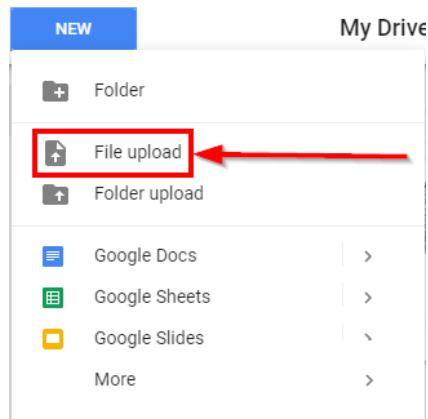 NEW
My Drive
Folder
File upload
Folder upload
Google Docs
Google Sheets
Google Slides
More